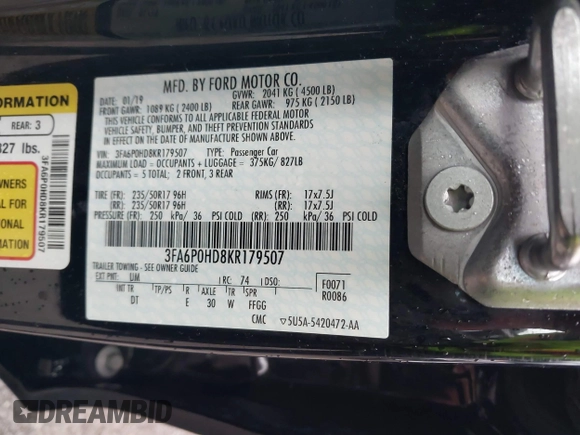 MFD. BY FORD MOTOR CO.
DATE: 01/19 GVWR: 2041 KG ( 4500 LB)
FRONT GAWR: 1089 KG ( 2400 LB) REAR GAWR: 975 KG ( 2150 LB)
THIS VEHICLE CONFORMS TO ALL APPLICABLE FEDERAL MOTOR
VEHICLE SAFETY, BUMPER, AND THEFT PREVENTION STANDARDS
IN EFFECT ON THE DATE OF MANUFACTURE SHOWN ABOVE.
VIN: 3FA6P0HD8KR179507 TYPE: Passenger Car
MAXIMUM LOAD = OCCUPANTS + LUGGAGE = 375KG/ 827LB
OCCUPANTS = 5 TOTAL; 2 FRONT, 3 REAR
TIRE (FR): 235/50R17 96H RIMS (FR): 17x7.5J
TIRE (RR): 235/50R17 96H RIMS (RR): 17x7.5J
PRESSURE (FR): 250 kPa/ 36 PSI COLD (RR): 250 kPa/ 36 PSI COLD
3FA6P0HD8KR179507
TRAILER TOWING - SEE OWNER GUIDE
EXT PNT: UM RC: 74 DSO: F0071
INT TR TP/PS R AXLE TR SPR R0086
DT E 30 W FFGG
CMC ▽5U5A-5420472-AA
ORMATION
REAR: 3
827 lbs.
3FA6P0HD8KR179507
WNERS
AL FOR
IONAL
MATION
DREAMBID